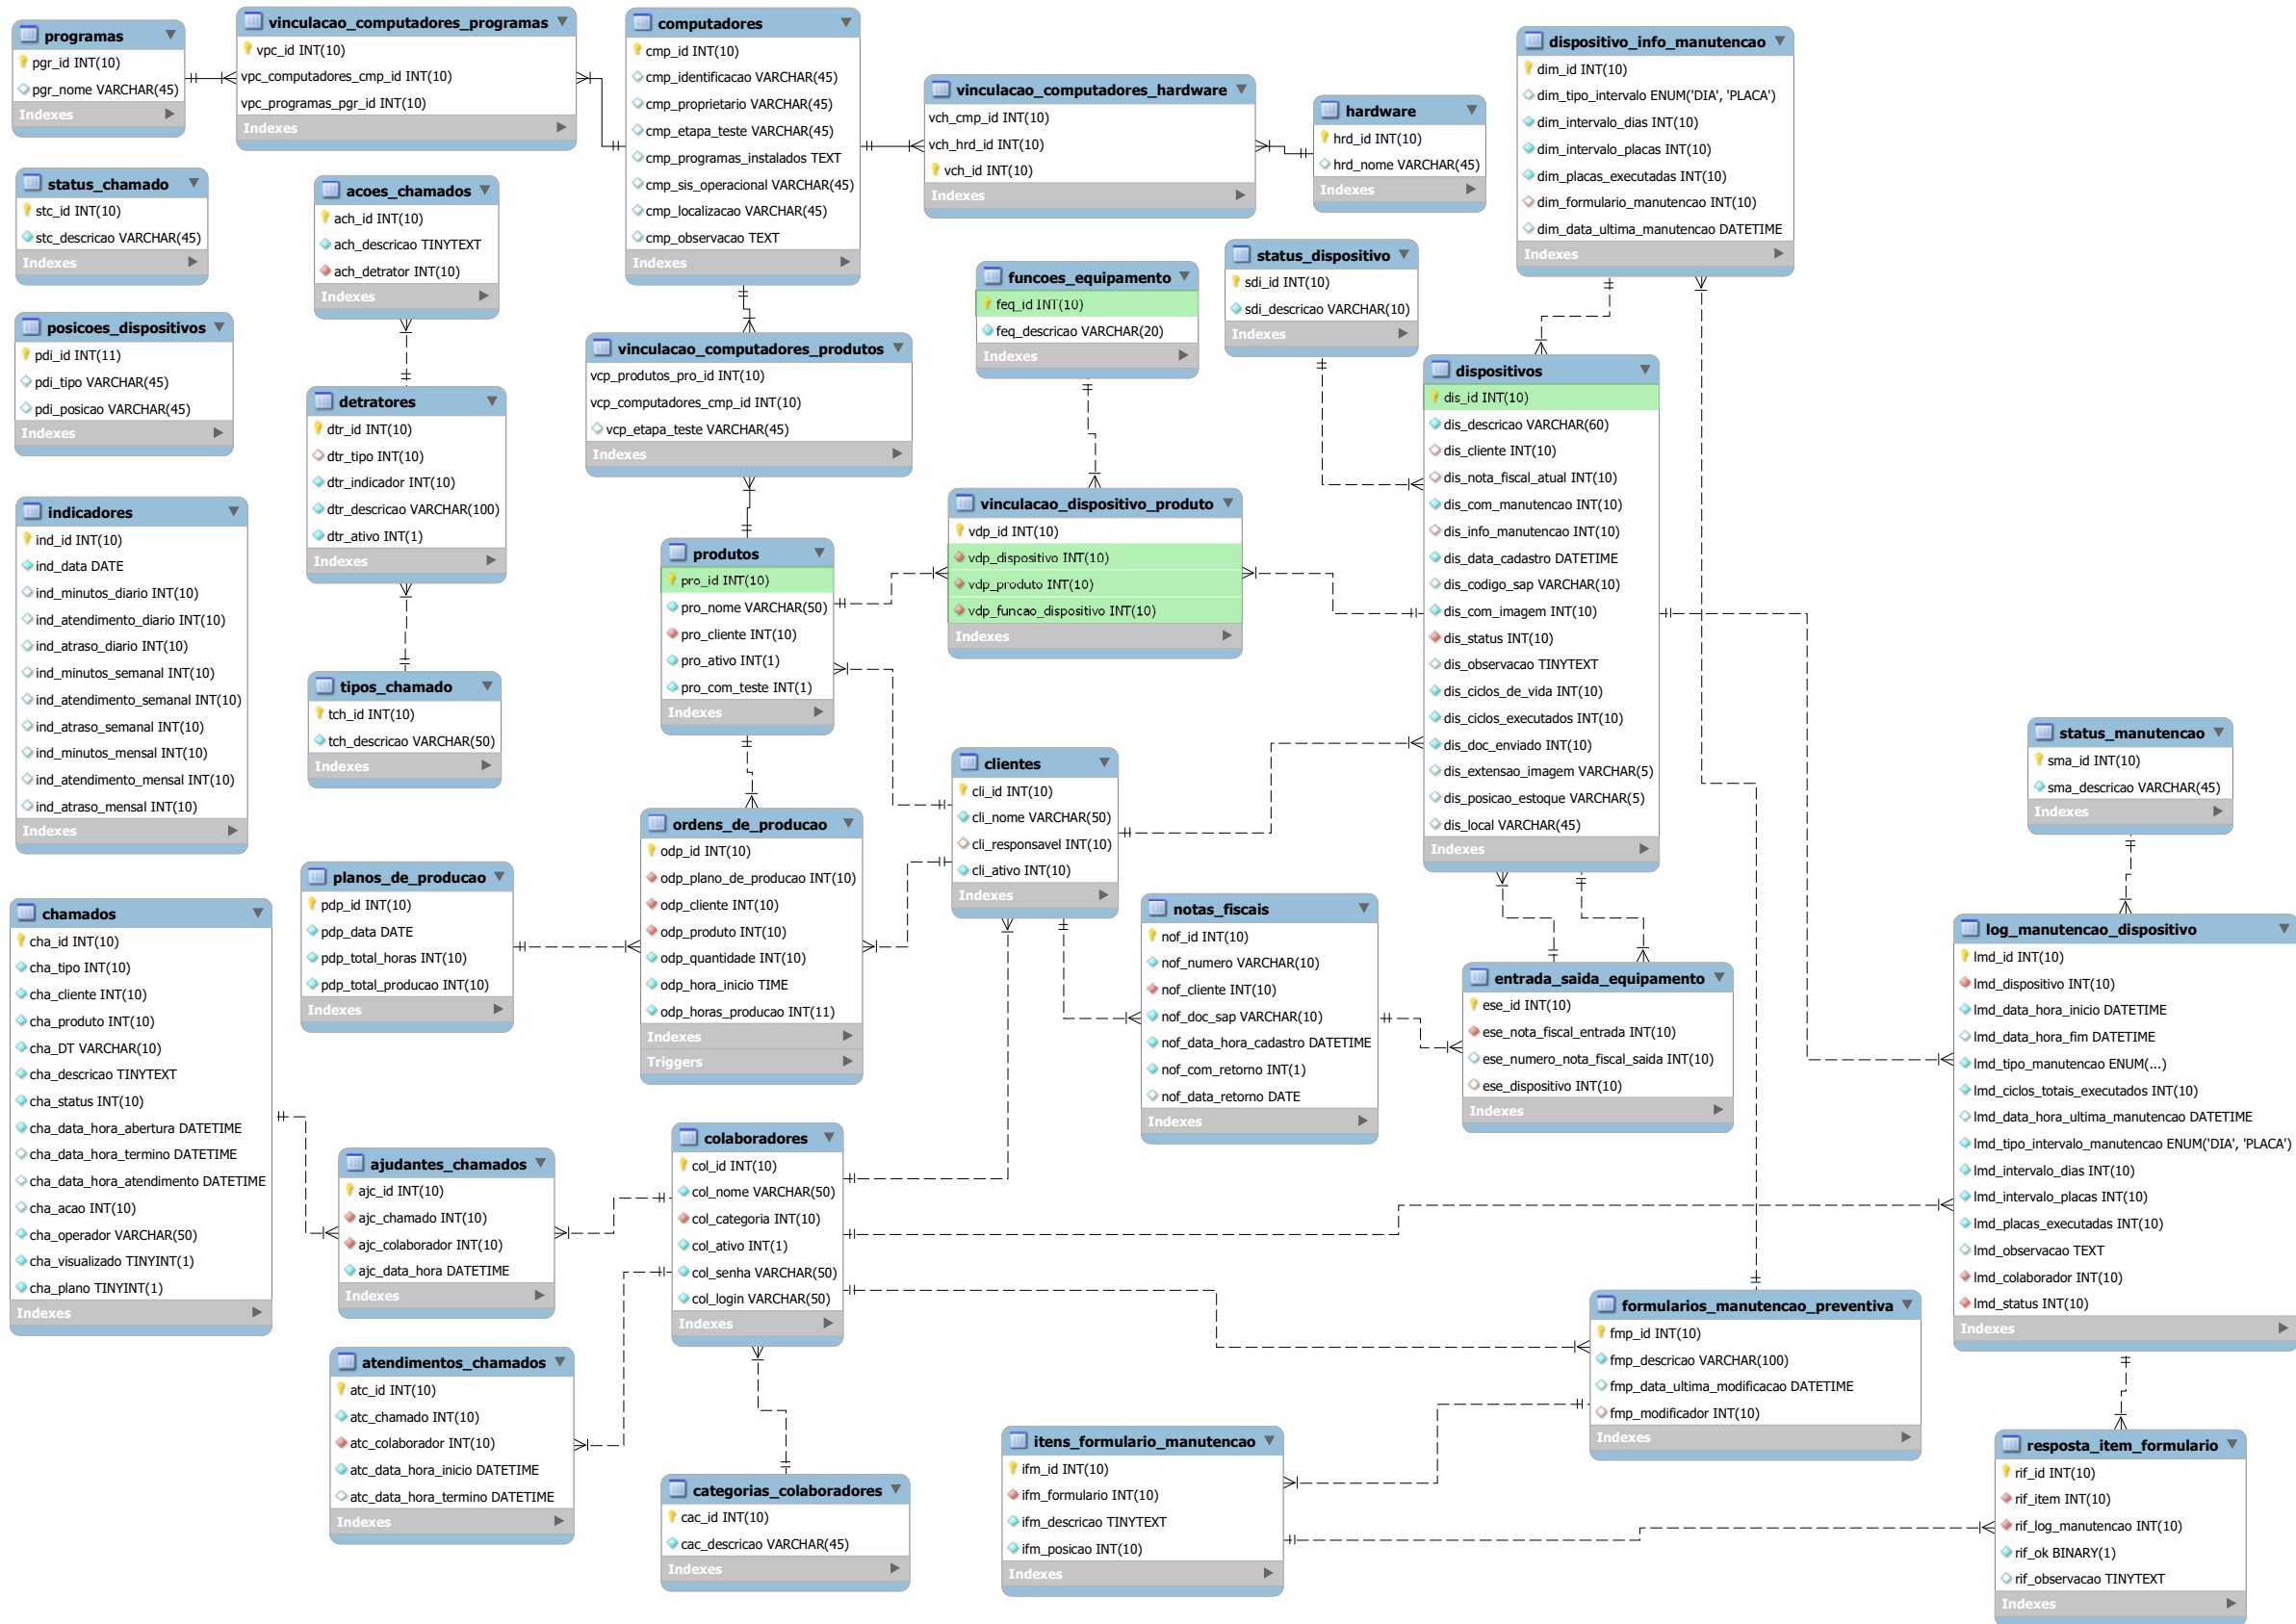 programas
pgr_id INT(10)
pgr_nome VARCHAR(45)
Indexes
vinculacao_computadores_programas
vpc_id INT(10)
vpc_computadores_cmp_id INT(10)
vpc_programas_pgr_id INT(10)
Indexes
computadores
cmp_id INT(10)
cmp_identificacao VARCHAR(45)
cmp_proprietario VARCHAR(45)
cmp_etapa_teste VARCHAR(45)
cmp_programas_instalados TEXT
cmp_sis_operacional VARCHAR(45)
cmp_localizacao VARCHAR(45)
cmp_observacao TEXT
Indexes
vinculacao_computadores_hardware
vch_cmp_id INT(10)
vch_hrd_id INT(10)
vch_id INT(10)
Indexes
hardware
hrd_id INT(10)
hrd_nome VARCHAR(45)
Indexes
dispositivo_info_manutencao
dim_id INT(10)
dim_tipo_intervalo ENUM('DIA', 'PLACA')
dim_intervalo_dias INT(10)
dim_intervalo_placas INT(10)
dim_placas_executadas INT(10)
dim_formulario_manutencao INT(10)
dim_data_ultima_manutencao DATETIME
Indexes
status_chamado
stc_id INT(10)
stc_descricao VARCHAR(45)
Indexes
acoes_chamados
ach_id INT(10)
ach_descricao TINYTEXT
ach_detrator INT(10)
Indexes
funcoes_equipamento
feq_id INT(10)
feq_descricao VARCHAR(20)
Indexes
status_dispositivo
sdi_id INT(10)
sdi_descricao VARCHAR(10)
Indexes
posicoes_dispositivos
pdi_id INT(11)
pdi_tipo VARCHAR(45)
pdi_posicao VARCHAR(45)
Indexes
detratores
dtr_id INT(10)
dtr_tipo INT(10)
dtr_indicador INT(10)
dtr_descricao VARCHAR(100)
dtr_ativo INT(1)
Indexes
vinculacao_computadores_produtos
vcp_produtos_pro_id INT(10)
vcp_computadores_cmp_id INT(10)
vcp_etapa_teste VARCHAR(45)
Indexes
dispositivos
dis_id INT(10)
dis_descricao VARCHAR(60)
dis_cliente INT(10)
dis_nota_fiscal_atual INT(10)
dis_com_manutencao INT(10)
dis_info_manutencao INT(10)
dis_data_cadastro DATETIME
dis_codigo_sap VARCHAR(10)
dis_com_imagem INT(10)
dis_status INT(10)
dis_observacao TINYTEXT
dis_ciclos_de_vida INT(10)
dis_ciclos_executados INT(10)
dis_doc_enviado INT(10)
dis_extensao_imagem VARCHAR(5)
dis_posicao_estoque VARCHAR(5)
dis_local VARCHAR(45)
Indexes
indicadores
ind_id INT(10)
ind_data DATE
ind_minutos_diario INT(10)
ind_atendimento_diario INT(10)
ind_atraso_diario INT(10)
ind_minutos_semanal INT(10)
ind_atendimento_semanal INT(10)
ind_atraso_semanal INT(10)
ind_minutos_mensal INT(10)
ind_atendimento_mensal INT(10)
ind_atraso_mensal INT(10)
Indexes
produtos
pro_id INT(10)
pro_nome VARCHAR(50)
pro_cliente INT(10)
pro_ativo INT(1)
pro_com_teste INT(1)
Indexes
vinculacao_dispositivo_produto
vdp_id INT(10)
vdp_dispositivo INT(10)
vdp_produto INT(10)
vdp_funcao_dispositivo INT(10)
Indexes
tipos_chamado
tch_id INT(10)
tch_descricao VARCHAR(50)
Indexes
clientes
cli_id INT(10)
cli_nome VARCHAR(50)
cli_responsavel INT(10)
cli_ativo INT(10)
Indexes
status_manutencao
sma_id INT(10)
sma_descricao VARCHAR(45)
Indexes
ordens_de_producao
odp_id INT(10)
odp_plano_de_producao INT(10)
odp_cliente INT(10)
odp_produto INT(10)
odp_quantidade INT(10)
odp_hora_inicio TIME
odp_horas_producao INT(11)
Indexes
Triggers
planos_de_producao
pdp_id INT(10)
pdp_data DATE
pdp_total_horas INT(10)
pdp_total_producao INT(10)
Indexes
chamados
cha_id INT(10)
cha_tipo INT(10)
cha_cliente INT(10)
cha_produto INT(10)
cha_DT VARCHAR(10)
cha_descricao TINYTEXT
cha_status INT(10)
cha_data_hora_abertura DATETIME
cha_data_hora_termino DATETIME
cha_data_hora_atendimento DATETIME
cha_acao INT(10)
cha_operador VARCHAR(50)
cha_visualizado TINYINT(1)
cha_plano TINYINT(1)
Indexes
notas_fiscais
nof_id INT(10)
nof_numero VARCHAR(10)
nof_cliente INT(10)
nof_doc_sap VARCHAR(10)
nof_data_hora_cadastro DATETIME
nof_com_retorno INT(1)
nof_data_retorno DATE
Indexes
entrada_saida_equipamento
ese_id INT(10)
ese_nota_fiscal_entrada INT(10)
ese_numero_nota_fiscal_saida INT(10)
ese_dispositivo INT(10)
Indexes
log_manutencao_dispositivo
lmd_id INT(10)
lmd_dispositivo INT(10)
lmd_data_hora_inicio DATETIME
lmd_data_hora_fim DATETIME
lmd_tipo_manutencao ENUM(...)
lmd_ciclos_totais_executados INT(10)
lmd_data_hora_ultima_manutencao DATETIME
lmd_tipo_intervalo_manutencao ENUM('DIA', 'PLACA')
lmd_intervalo_dias INT(10)
lmd_intervalo_placas INT(10)
lmd_placas_executadas INT(10)
lmd_observacao TEXT
lmd_colaborador INT(10)
lmd_status INT(10)
Indexes
ajudantes_chamados
ajc_id INT(10)
ajc_chamado INT(10)
ajc_colaborador INT(10)
ajc_data_hora DATETIME
Indexes
colaboradores
col_id INT(10)
col_nome VARCHAR(50)
col_categoria INT(10)
col_ativo INT(1)
col_senha VARCHAR(50)
col_login VARCHAR(50)
Indexes
formularios_manutencao_preventiva
fmp_id INT(10)
fmp_descricao VARCHAR(100)
fmp_data_ultima_modificacao DATETIME
fmp_modificador INT(10)
Indexes
atendimentos_chamados
atc_id INT(10)
atc_chamado INT(10)
atc_colaborador INT(10)
atc_data_hora_inicio DATETIME
atc_data_hora_termino DATETIME
Indexes
categorias_colaboradores
cac_id INT(10)
cac_descricao VARCHAR(45)
Indexes
itens_formulario_manutencao
ifm_id INT(10)
ifm_formulario INT(10)
ifm_descricao TINYTEXT
ifm_posicao INT(10)
Indexes
resposta_item_formulario
rif_id INT(10)
rif_item INT(10)
rif_log_manutencao INT(10)
rif_ok BINARY(1)
rif_observacao TINYTEXT
Indexes